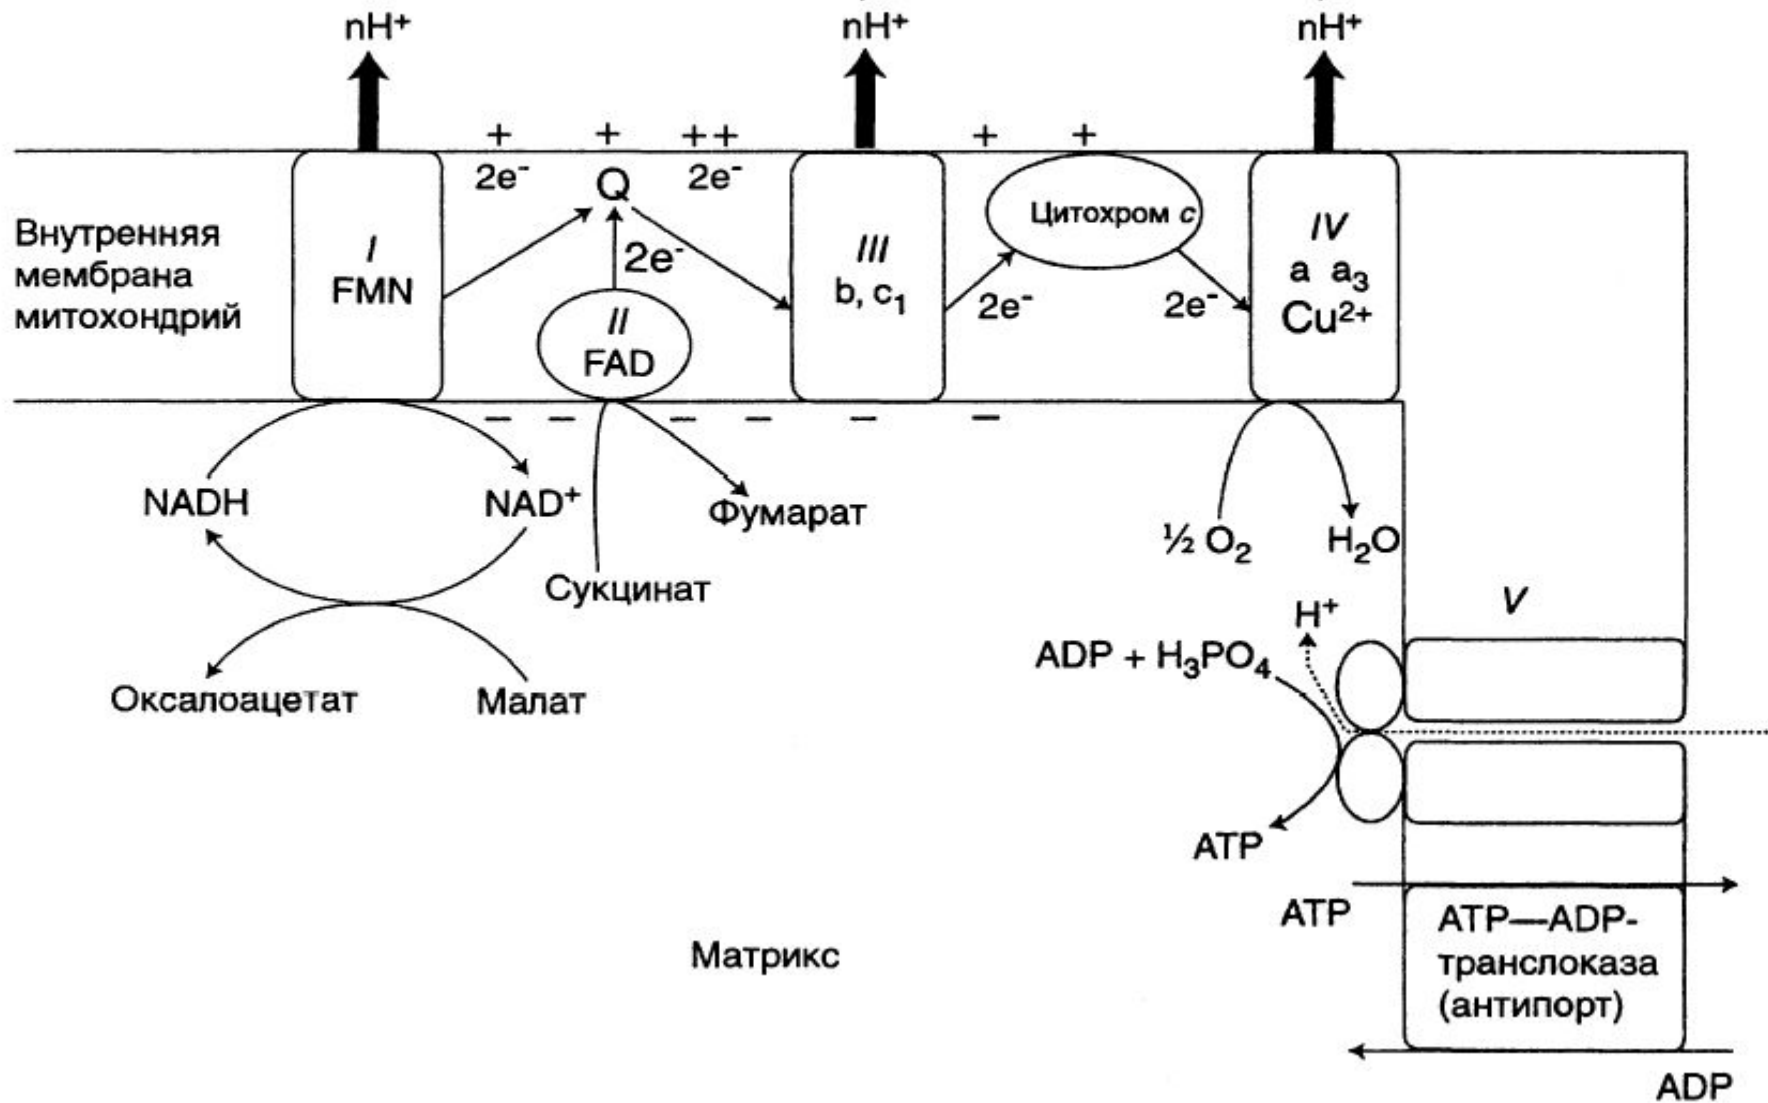 nH⁺
nH⁺
nH⁺
+
+
++
+
+
2e⁻
Q
2e⁻
Внутренняя
мембрана
митохондрий
I
FMN
2e⁻
II
FAD
III
b, c₁
2e⁻
Цитохром c
2e⁻
IV
a a₃
Cu²⁺
– – – – – –
NADH
NAD⁺
Фумарат
Сукцинат
½ O₂
H₂O
Оксалоацетат
Малат
V
H⁺
ADP + H₃PO₄
ATP
ATP
ATP—ADP-
транслоказа
(антипорт)
Матрикс
ADP